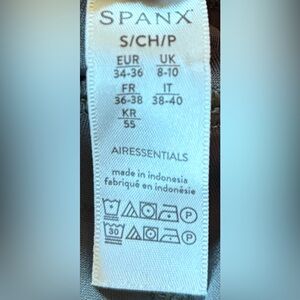 SPANX
S/CH/P
EUR UK
34-36 8-10
FR IT
36-38 38-40
KR
55
AIRESSENTIALS
made in indonesia
fabriqué en indonésie
P
30 P